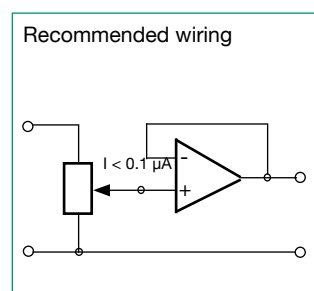 Recommended wiring
I < 0.1 µA
-
+